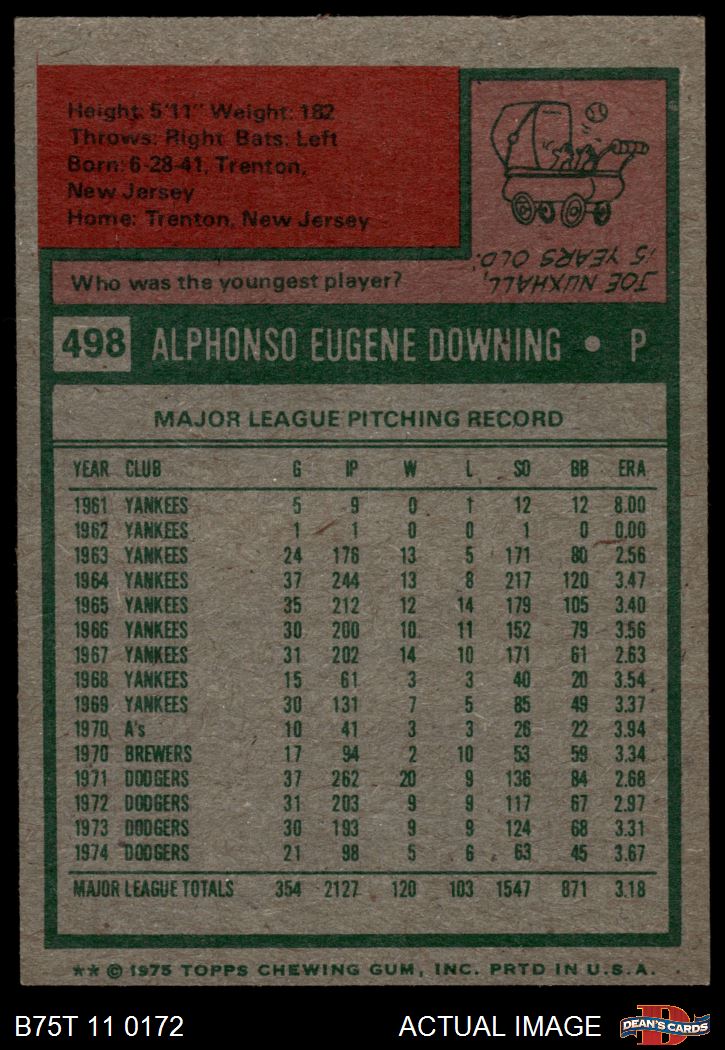 Height: 5'11" Weight: 182
Throws: Right Bats: Left
Born: 6-28-41, Trenton,
New Jersey
Home: Trenton, New Jersey
Who was the youngest player?
JOE NUXHALL,
15 YEARS OLD.
498 ALPHONSO EUGENE DOWNING • P
MAJOR LEAGUE PITCHING RECORD
YEAR CLUB G IP W L SO BB ERA
1961 YANKEES 5 9 0 1 12 12 8.00
1962 YANKEES 1 1 0 0 1 0 0.00
1963 YANKEES 24 176 13 5 171 80 2.56
1964 YANKEES 37 244 13 8 217 120 3.47
1965 YANKEES 35 212 12 14 179 105 3.40
1966 YANKEES 30 200 10 11 152 79 3.56
1967 YANKEES 31 202 14 10 171 61 2.63
1968 YANKEES 15 61 3 3 40 20 3.54
1969 YANKEES 30 131 7 5 85 49 3.37
1970 A's 10 41 3 3 26 22 3.94
1970 BREWERS 17 94 2 10 53 59 3.34
1971 DODGERS 37 262 20 9 136 84 2.68
1972 DODGERS 31 203 9 9 117 67 2.97
1973 DODGERS 30 193 9 9 124 68 3.31
1974 DODGERS 21 98 5 6 63 45 3.67
MAJOR LEAGUE TOTALS 354 2127 120 103 1547 871 3.18
** © 1975 TOPPS CHEWING GUM, INC. PRTD IN U.S.A.
B75T 11 0172 ACTUAL IMAGE D DEAN'S CARDS